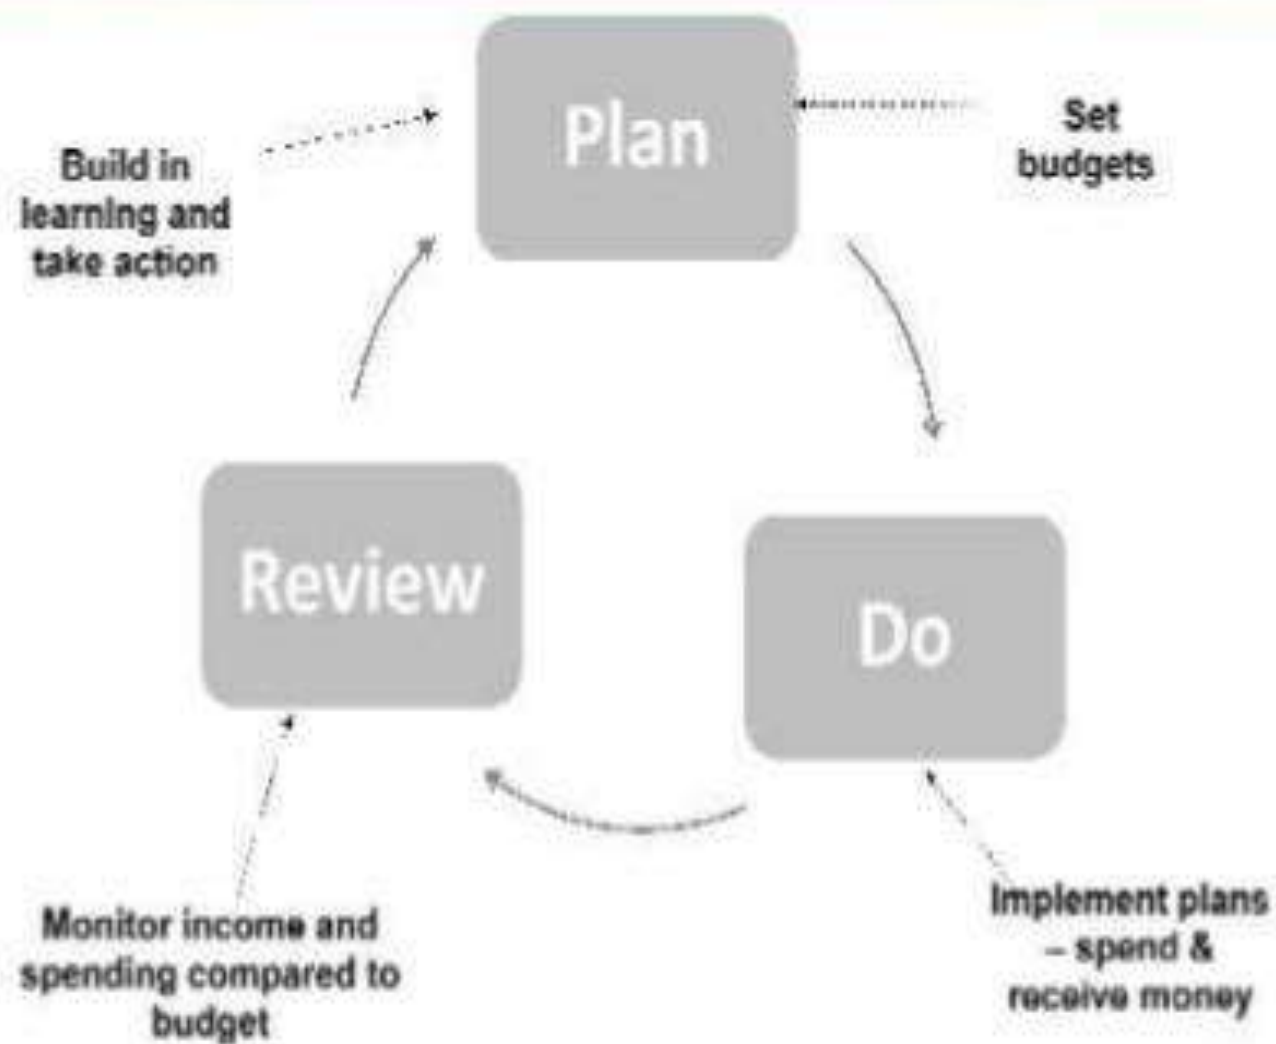 Plan
Set
budgets
Build in
learning and
take action
Review
Do
Implement plans
– spend &
receive money
Monitor income and
spending compared to
budget